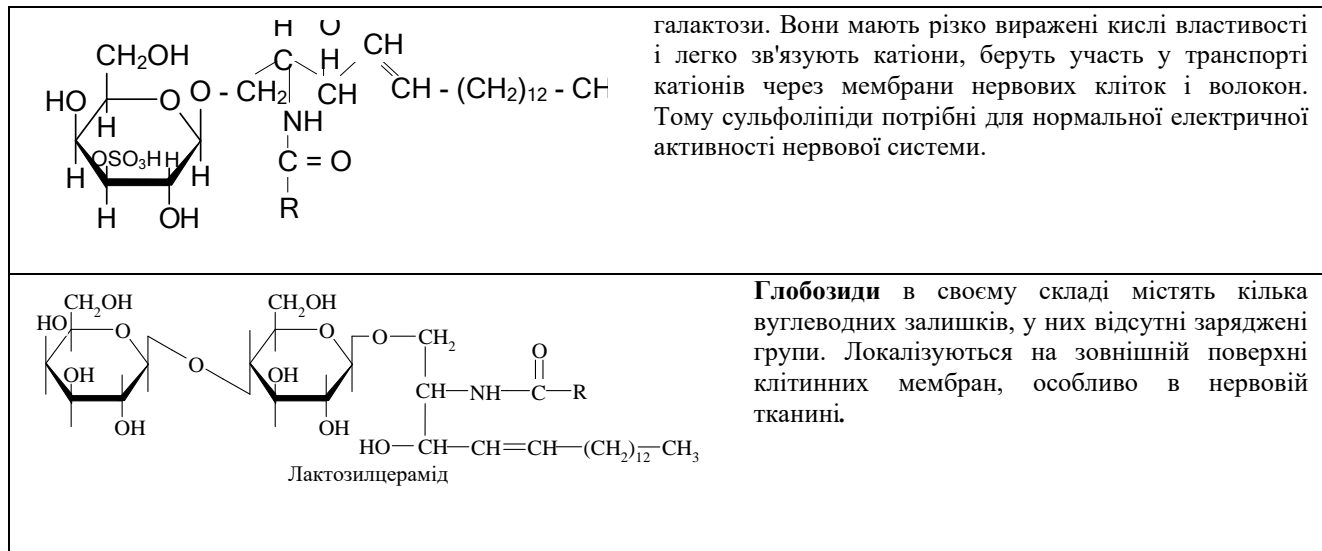 H O
CH₂OH C H CH
HO O O - CH₂ CH CH - (CH₂)₁₂ - CH
H NH
OSO₃H H
H H C = O
H OH R
галактози. Вони мають різко виражені кислі властивості
і легко зв'язують катіони, беруть участь у транспорті
катіонів через мембрани нервових кліток і волокон.
Тому сульфоліпіди потрібні для нормальної електричної
активності нервової системи.
CH₂OH CH₂OH
HO O O O CH₂ O
OH O OH NH—C—R
OH OH OH
HO—CH—CH=CH—(CH₂)₁₂—CH₃
Лактозилцерамід
Глобозиди в своєму складі містять кілька
вуглеводних залишків, у них відсутні заряджені
групи. Локалізуються на зовнішній поверхні
клітинних мембран, особливо в нервовій
тканині.